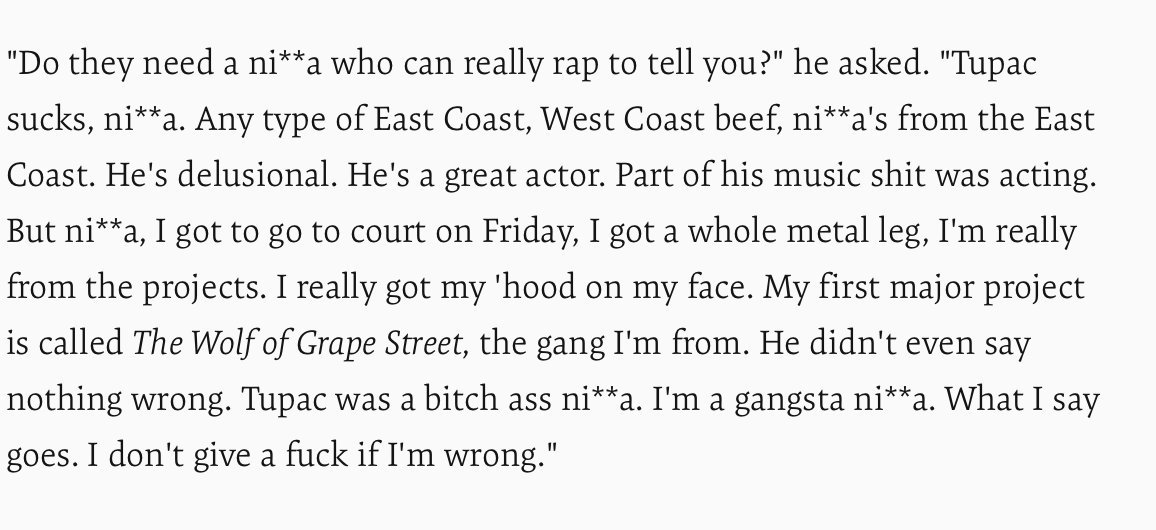 "Do they need a ni**a who can really rap to tell you?" he asked. "Tupac
sucks, ni**a. Any type of East Coast, West Coast beef, ni**a's from the East
Coast. He's delusional. He's a great actor. Part of his music shit was acting.
But ni**a, I got to go to court on Friday, I got a whole metal leg, I'm really
from the projects. I really got my 'hood on my face. My first major project
is called The Wolf of Grape Street, the gang I'm from. He didn't even say
nothing wrong. Tupac was a bitch ass ni**a. I'm a gangsta ni**a. What I say
goes. I don't give a fuck if I'm wrong."